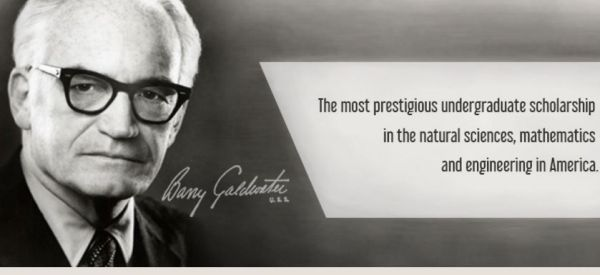 The most prestigious undergraduate scholarship
in the natural sciences, mathematics
and engineering in America.
Barry Goldwater
U.S.S.